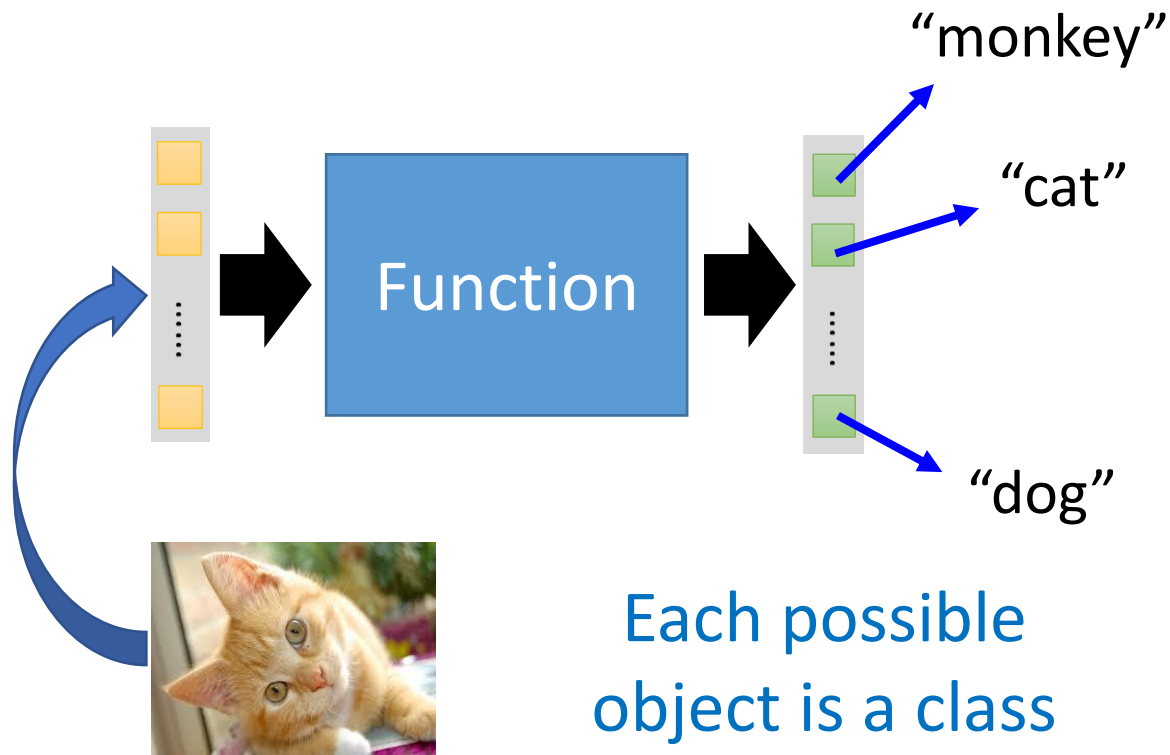 “monkey”
“cat”
Function
“dog”
Each possible
object is a class